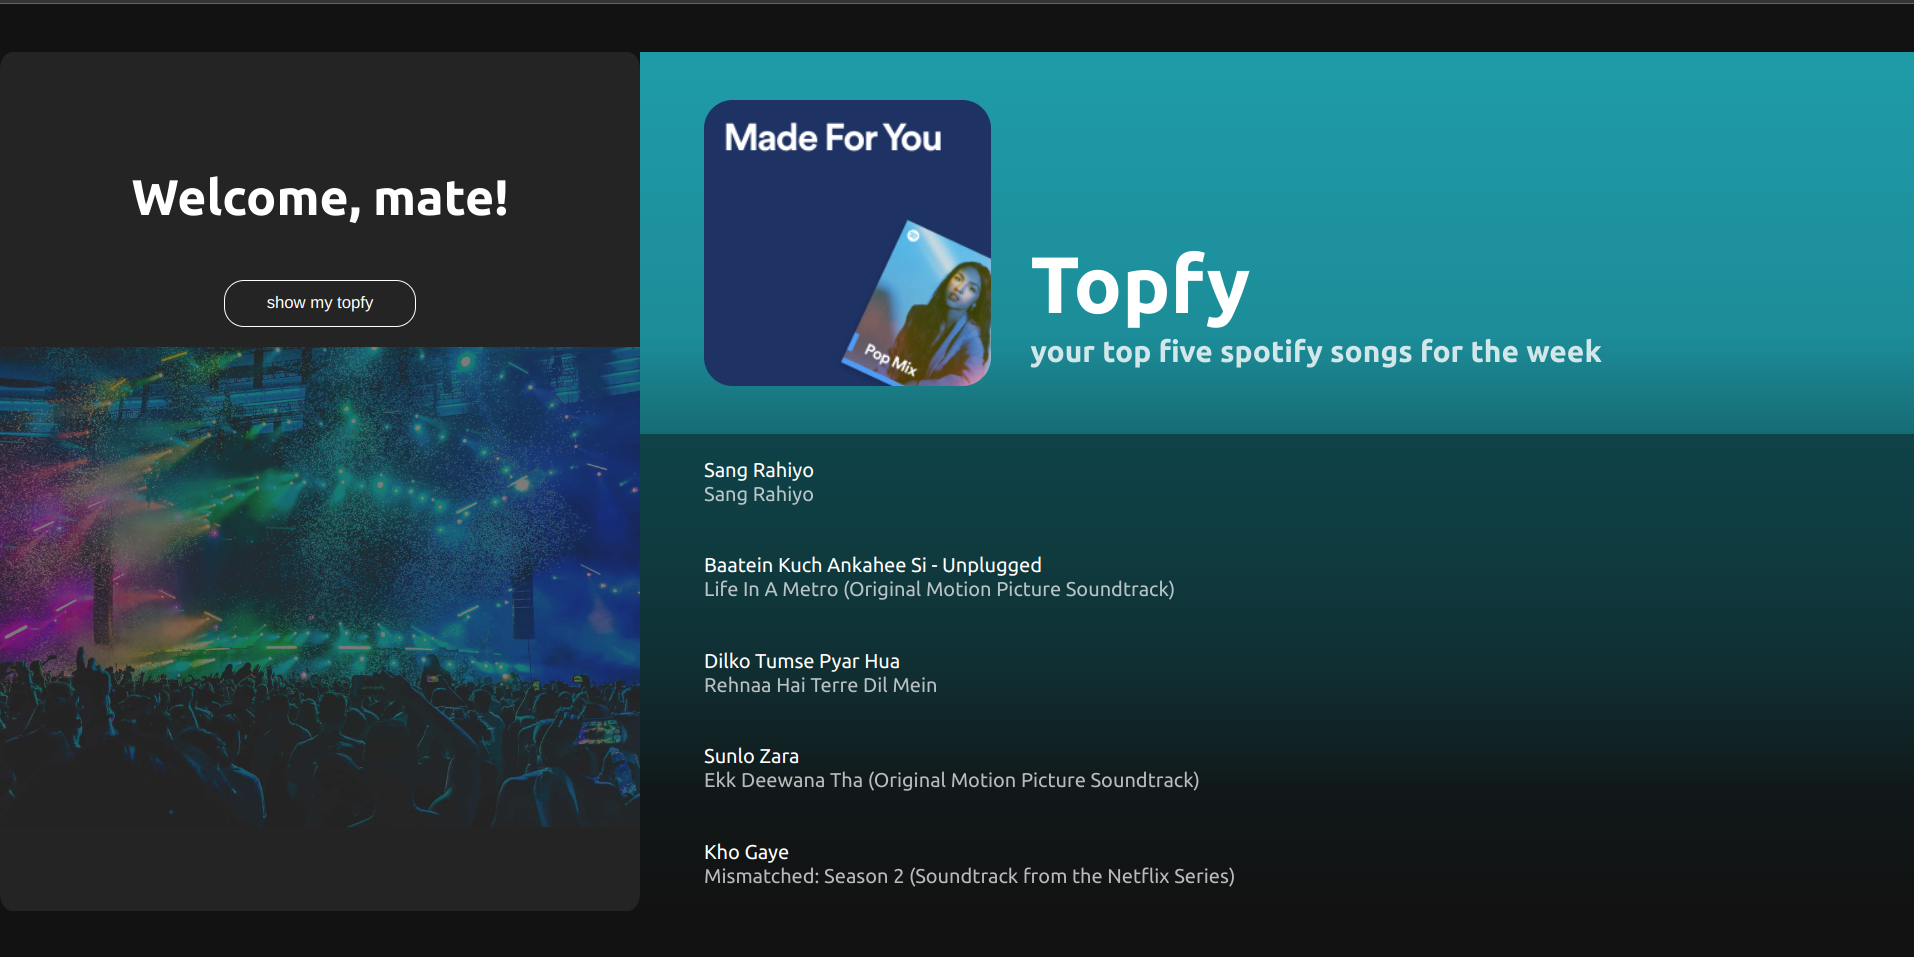 Welcome, mate!
show my topfy
Made For You
Pop Mix
Topfy
your top five spotify songs for the week
Sang Rahiyo
Sang Rahiyo
Baatein Kuch Ankahee Si - Unplugged
Life In A Metro (Original Motion Picture Soundtrack)
Dilko Tumse Pyar Hua
Rehnaa Hai Terre Dil Mein
Sunlo Zara
Ekk Deewana Tha (Original Motion Picture Soundtrack)
Kho Gaye
Mismatched: Season 2 (Soundtrack from the Netflix Series)